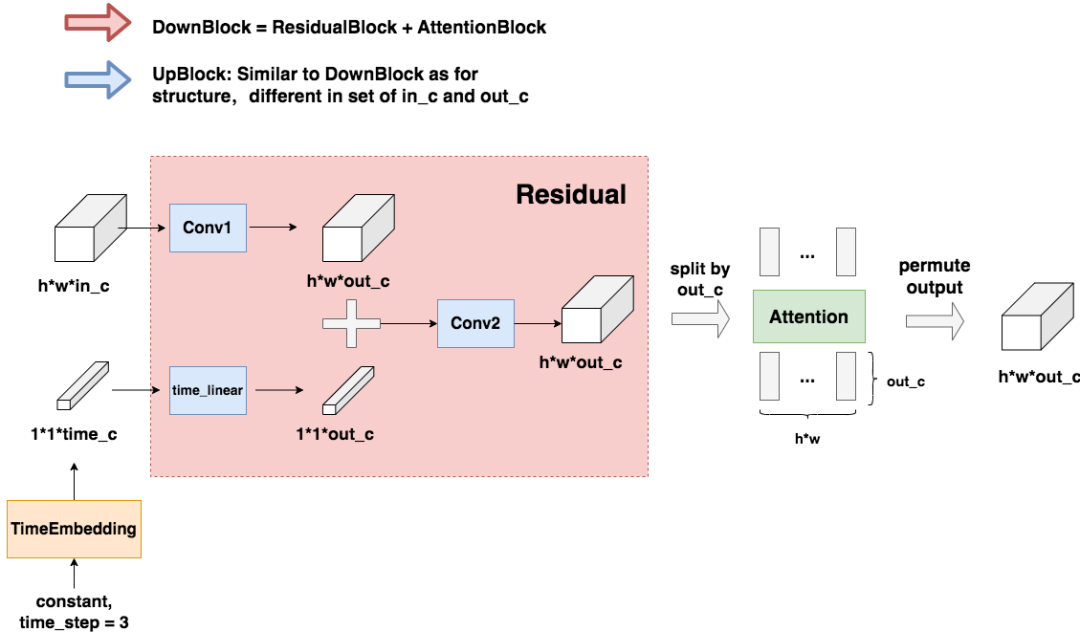 DownBlock = ResidualBlock + AttentionBlock
UpBlock: Similar to DownBlock as for
structure, different in set of in_c and out_c
Residual
Conv1
h*w*in_c
h*w*out_c
split by
out_c
...
permute
output
Attention
Conv2
h*w*out_c
h*w*out_c
time_linear
...
out_c
1*1*time_c
1*1*out_c
h*w
TimeEmbedding
constant,
time_step = 3